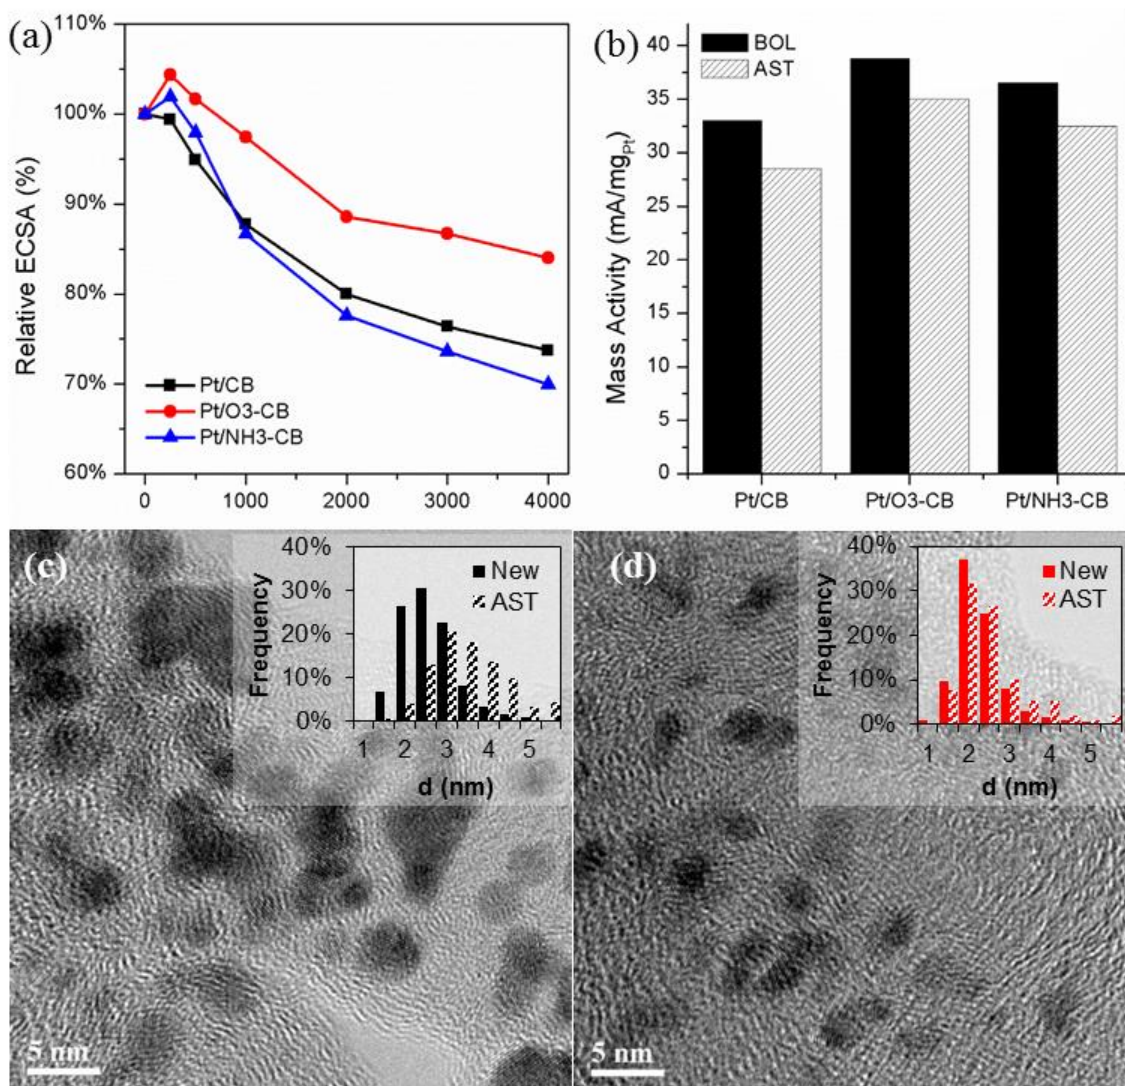 (a)
110%
100%
90%
80%
70%
60%
Relative ECSA (%)
Pt/CB
Pt/O3-CB
Pt/NH3-CB
0 1000 2000 3000 4000
(b)
BOL
AST
40
35
30
25
20
15
10
5
0
Mass Activity (mA/mgPt)
Pt/CB Pt/O3-CB Pt/NH3-CB
(c)
40%
30%
20%
10%
0%
Frequency
New
AST
1 2 3 4 5
d (nm)
5 nm
(d)
40%
30%
20%
10%
0%
Frequency
New
AST
1 2 3 4 5
d (nm)
5 nm